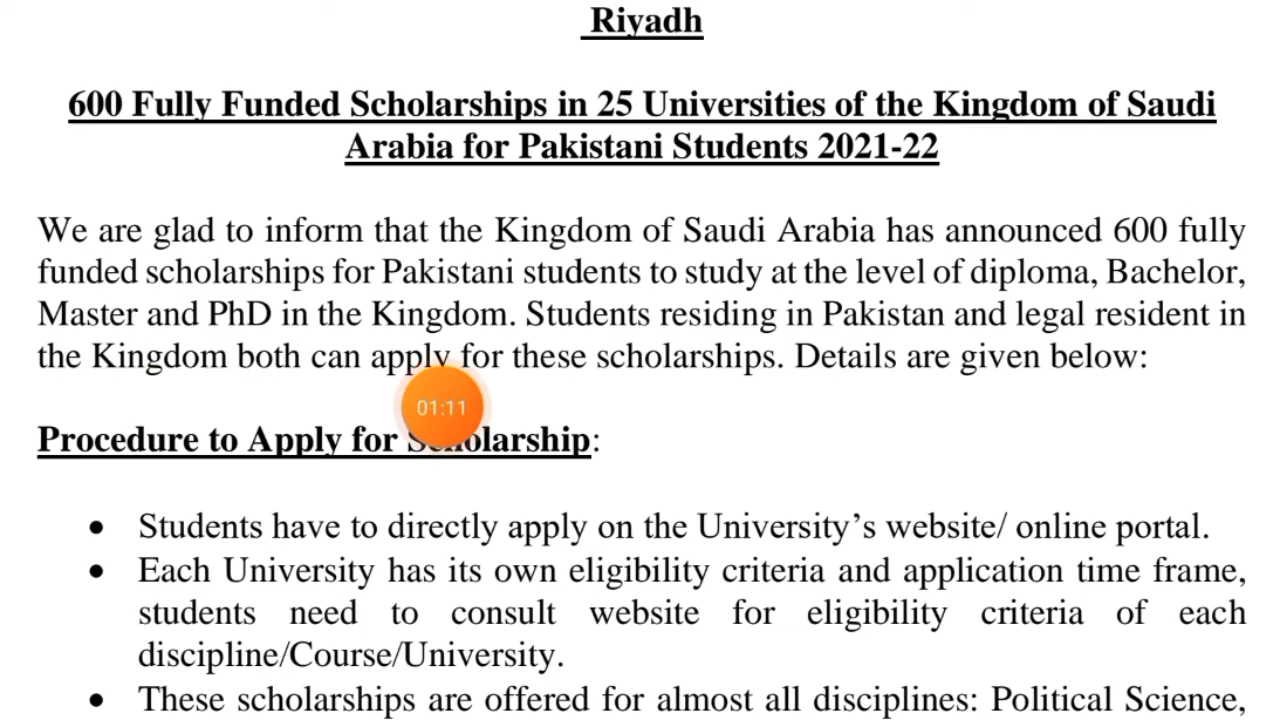 Riyadh
600 Fully Funded Scholarships in 25 Universities of the Kingdom of Saudi
Arabia for Pakistani Students 2021-22
We are glad to inform that the Kingdom of Saudi Arabia has announced 600 fully
funded scholarships for Pakistani students to study at the level of diploma, Bachelor,
Master and PhD in the Kingdom. Students residing in Pakistan and legal resident in
the Kingdom both can apply for these scholarships. Details are given below:
01:11
Procedure to Apply for Scholarship:
• Students have to directly apply on the University's website/ online portal.
• Each University has its own eligibility criteria and application time frame,
students need to consult website for eligibility criteria of each
discipline/Course/University.
• These scholarships are offered for almost all disciplines: Political Science,